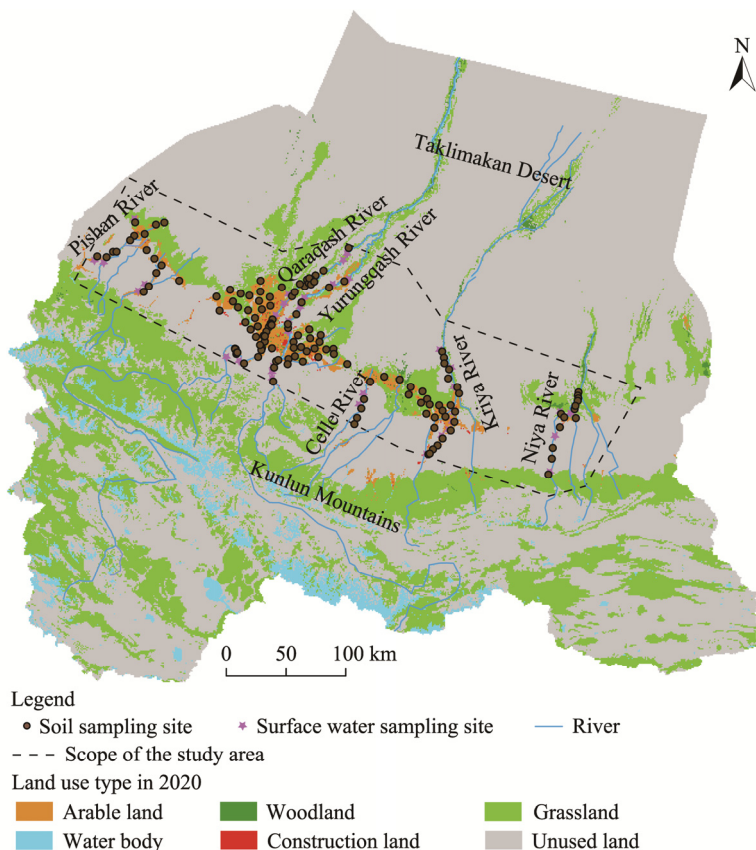 N
Taklimakan Desert
Pishan River
Qaraqash River
Yurungqash River
Kriya River
Celle River
Niya River
Kunlun Mountains
0 50 100 km
Legend
Soil sampling site Surface water sampling site River
Scope of the study area
Land use type in 2020
Arable land Woodland Grassland
Water body Construction land Unused land